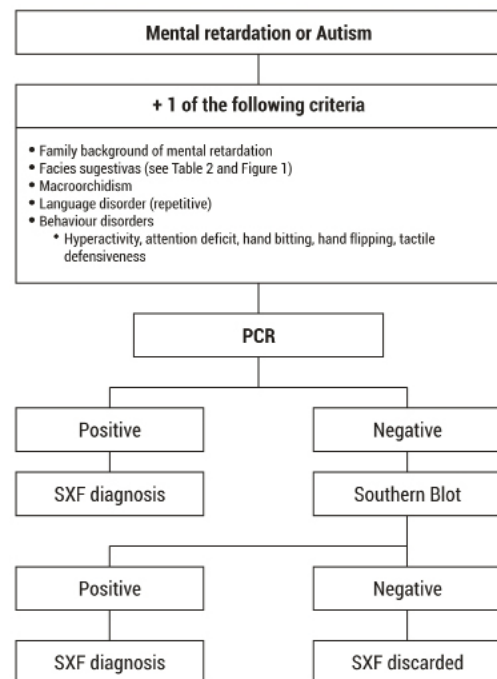 Mental retardation or Autism
+ 1 of the following criteria
• Family background of mental retardation
• Facies sugestivas (see Table 2 and Figure 1)
• Macroorchidism
• Language disorder (repetitive)
• Behaviour disorders
• Hyperactivity, attention deficit, hand bitting, hand flipping, tactile
defensiveness
PCR
Positive
Negative
SXF diagnosis
Southern Blot
Positive
Negative
SXF diagnosis
SXF discarded